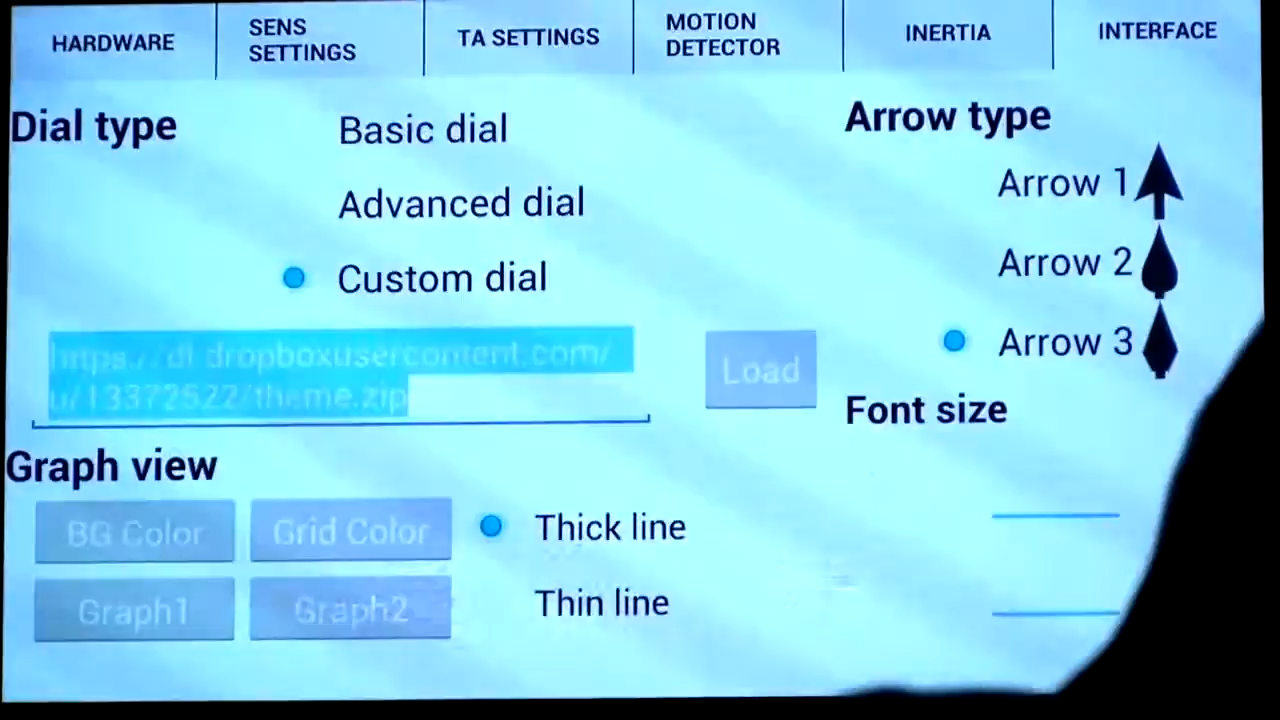 HARDWARE
SENS
SETTINGS
TA SETTINGS
MOTION
DETECTOR
INERTIA
INTERFACE
Dial type
Basic dial
Advanced dial
Custom dial
https://dl.dropboxusercontent.com/
u/13372522/theme.zip
Load
Arrow type
Arrow 1
Arrow 2
Arrow 3
Font size
Graph view
BG Color
Grid Color
Graph1
Graph2
Thick line
Thin line